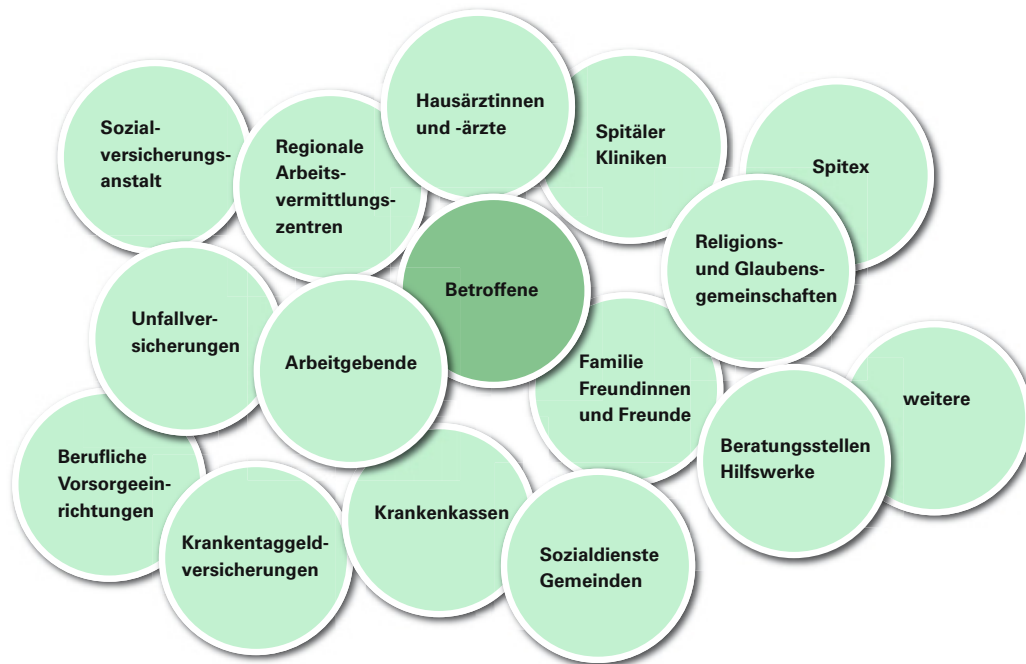 Hausärztinnen
und -ärzte
Sozial-
versicherungs-
anstalt
Regionale
Arbeits-
vermittlungs-
zentren
Spitäler
Kliniken
Spitex
Religions-
und Glaubens-
gemeinschaften
Betroffene
Unfallver-
sicherungen
Arbeitgebende
Familie
Freundinnen
und Freunde
weitere
Beratungsstellen
Hilfswerke
Berufliche
Vorsorgeein-
richtungen
Krankentaggeld-
versicherungen
Krankenkassen
Sozialdienste
Gemeinden